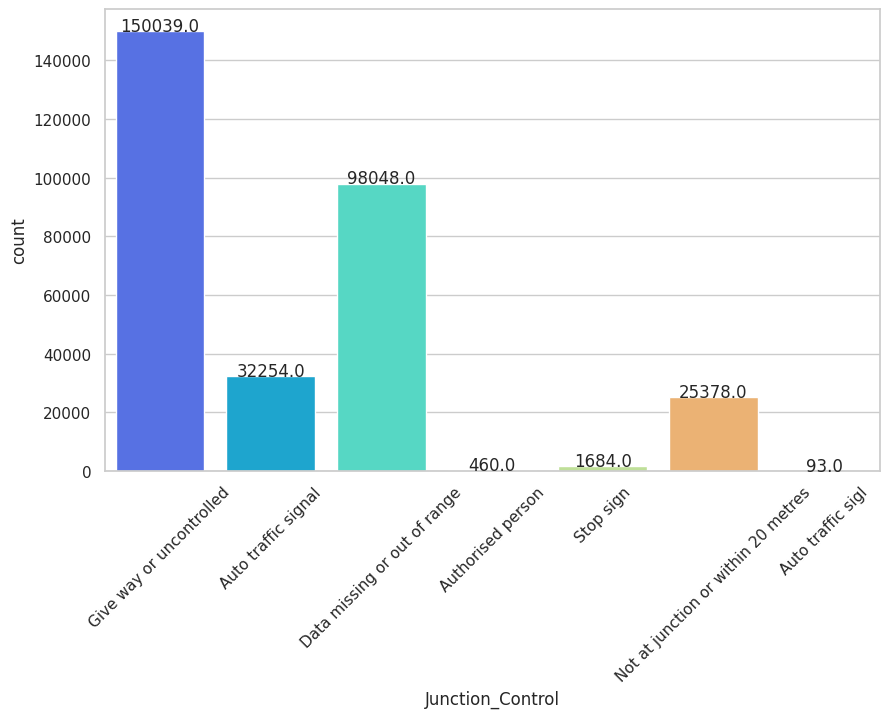 150039.0
32254.0
98048.0
460.0
1684.0
25378.0
93.0
140000
120000
100000
80000
60000
40000
20000
0
count
Give way or uncontrolled
Auto traffic signal
Data missing or out of range
Authorised person
Stop sign
Not at junction or within 20 metres
Auto traffic sigl
Junction_Control